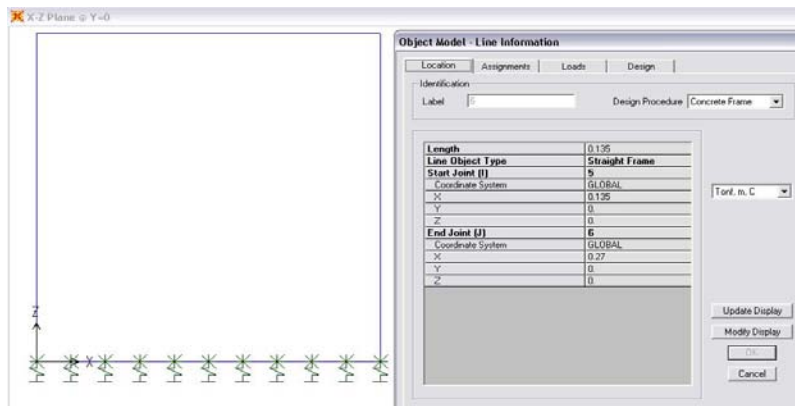 X-Z Plane @ Y=0
Z
X
Object Model - Line Information
Location Assignments Loads Design
Identification
Label 5 Design Procedure Concrete Frame
Length 0.135
Line Object Type Straight Frame
Start Joint (I) 5
Coordinate System GLOBAL
X 0.135
Y 0.
Z 0.
End Joint (J) 6
Coordinate System GLOBAL
X 0.27
Y 0.
Z 0.
Tonf, m, C
Update Display
Modify Display
OK
Cancel